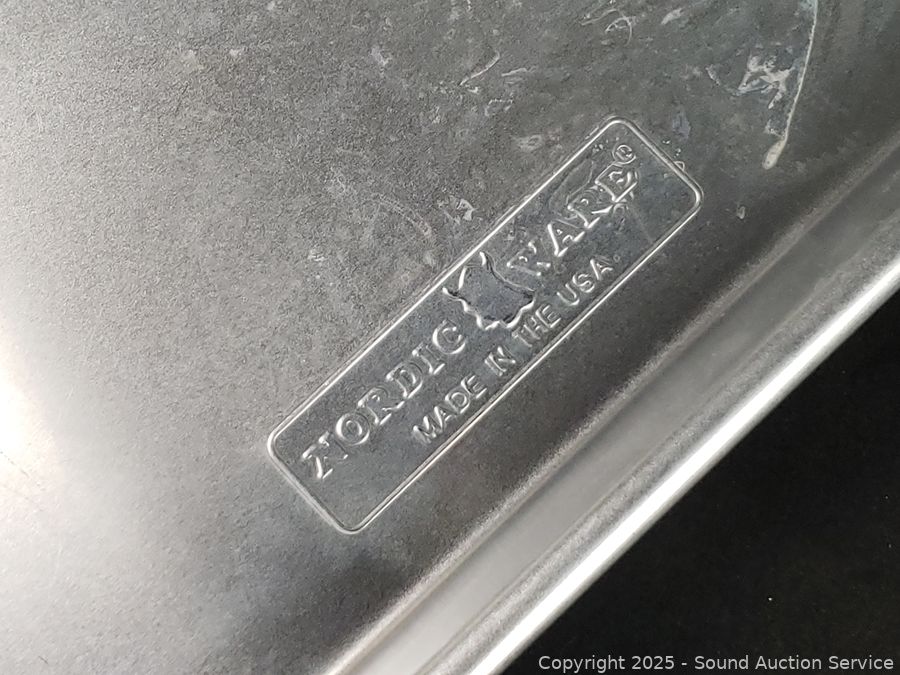 NORDIC WARE®
MADE IN THE USA.
Copyright © 2025 - Sound Auction Service